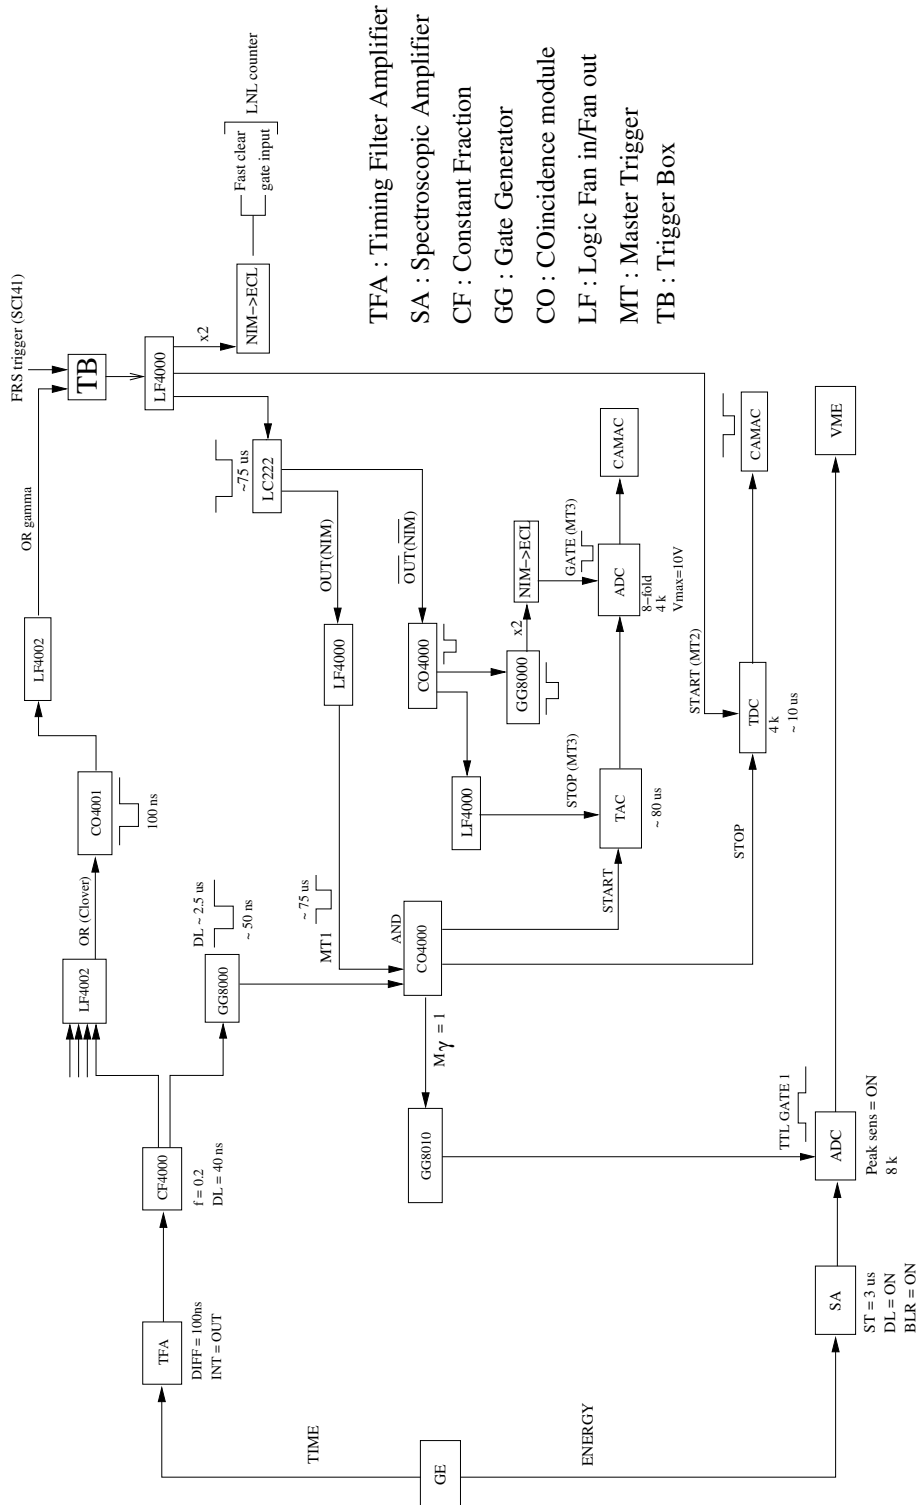 FRS trigger (SCI41)
OR gamma
TB
LF4002
LF4000
x2
NIM->ECL
Fast clear
gate input
LNL counter
TFA : Timing Filter Amplifier
SA : Spectroscopic Amplifier
CF : Constant Fraction
GG : Gate Generator
CO : COincidence module
LF : Logic Fan in/Fan out
MT : Master Trigger
TB : Trigger Box
~75 us
LC222
OUT(NIM)
OUT(NIM)
LF4000
CO4000
GG8000
x2
NIM->ECL
GATE (MT3)
ADC
8-fold
4 k
Vmax=10V
CAMAC
LF4000
STOP (MT3)
TAC
~ 80 us
START
START (MT2)
TDC
4 k
~ 10 us
STOP
CAMAC
VME
CO4001
100 ns
OR (Clover)
LF4002
DL ~ 2.5 us
~ 50 ns
GG8000
MT1
~ 75 us
AND
CO4000
M γ = 1
GG8010
TTL GATE 1
ADC
Peak sens = ON
8 k
CF4000
f = 0.2
DL = 40 ns
TFA
DIFF = 100ns
INT = OUT
TIME
GE
ENERGY
SA
ST = 3 us
DL = ON
BLR = ON